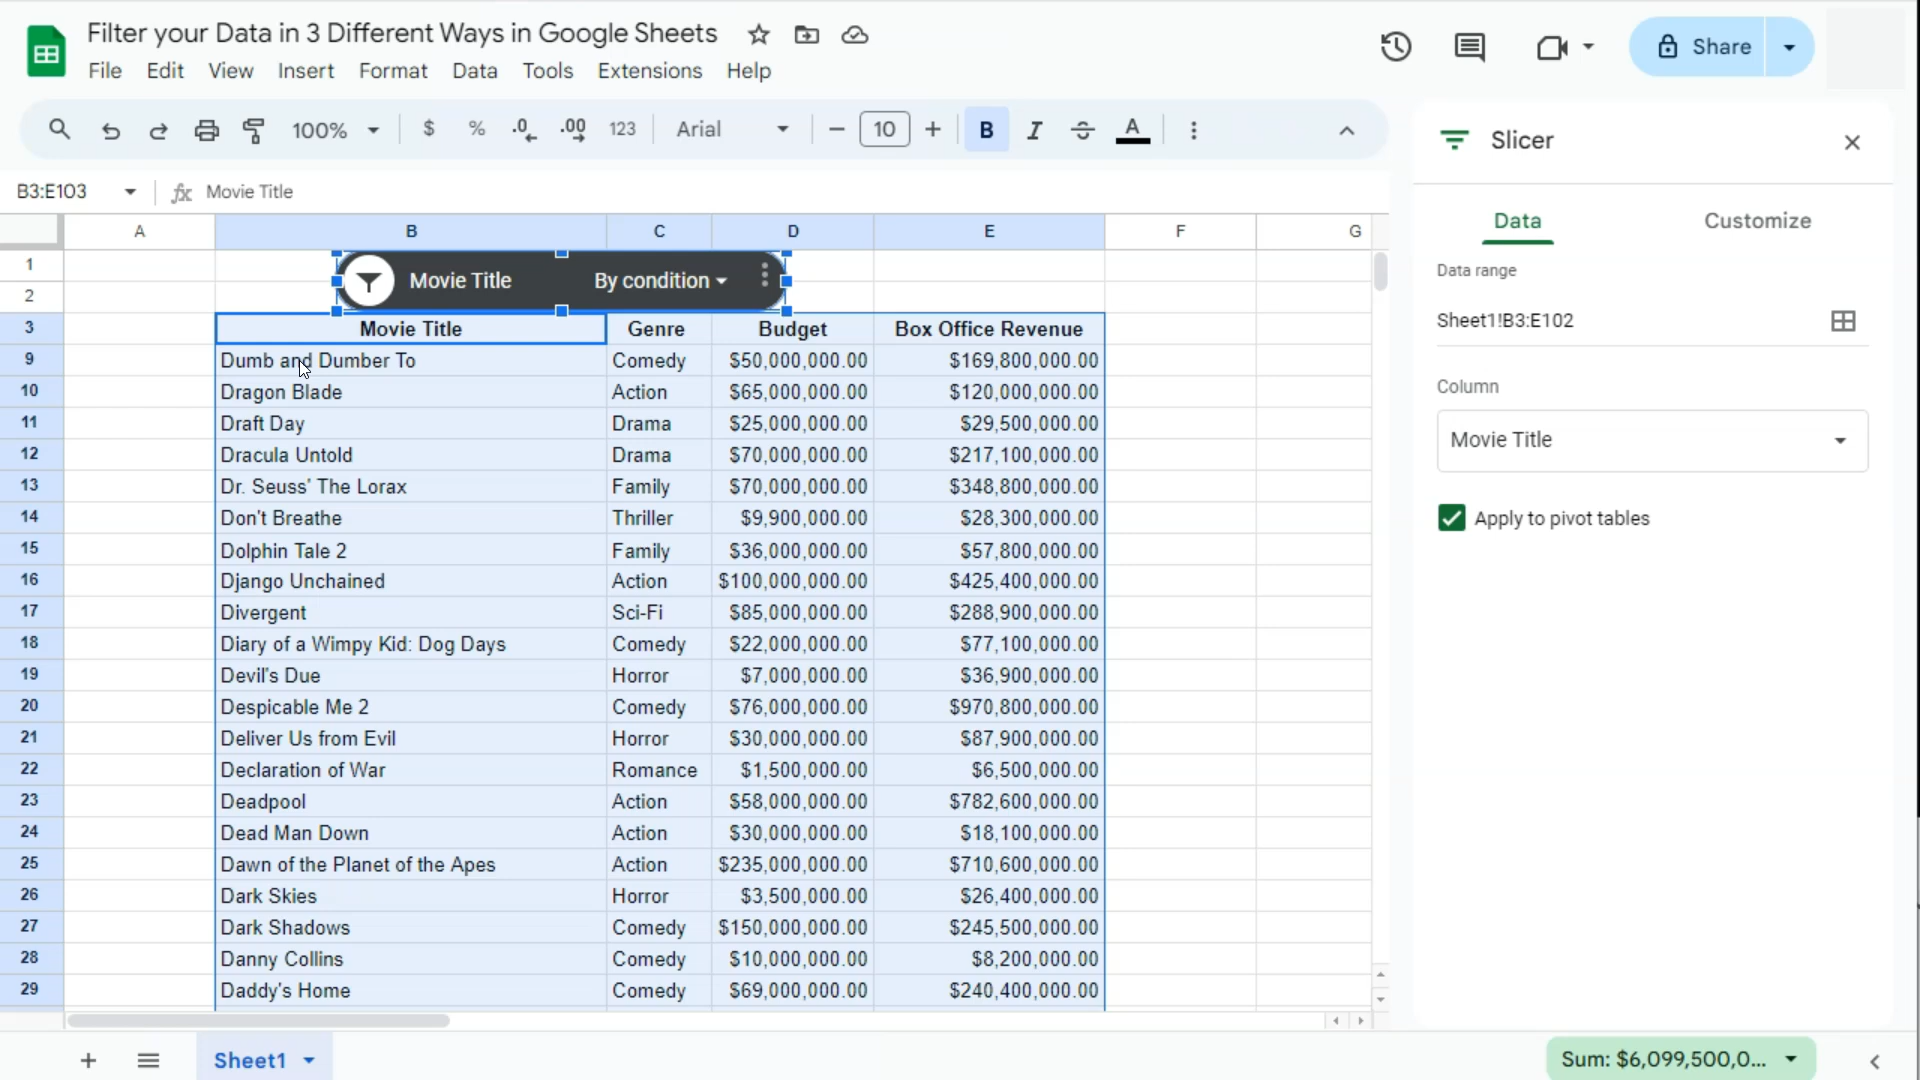 Filter your Data in 3 Different Ways in Google Sheets
File Edit View Insert Format Data Tools Extensions Help
Share
100% $ % .0 .00 123 Arial 10 B I S A
B3:E103 fx Movie Title
A B C D E F G
1 Movie Title By condition
2
3 Movie Title Genre Budget Box Office Revenue
9 Dumb and Dumber To Comedy $50,000,000.00 $169,800,000.00
10 Dragon Blade Action $65,000,000.00 $120,000,000.00
11 Draft Day Drama $25,000,000.00 $29,500,000.00
12 Dracula Untold Drama $70,000,000.00 $217,100,000.00
13 Dr. Seuss' The Lorax Family $70,000,000.00 $348,800,000.00
14 Don't Breathe Thriller $9,900,000.00 $28,300,000.00
15 Dolphin Tale 2 Family $36,000,000.00 $57,800,000.00
16 Django Unchained Action $100,000,000.00 $425,400,000.00
17 Divergent Sci-Fi $85,000,000.00 $288,900,000.00
18 Diary of a Wimpy Kid: Dog Days Comedy $22,000,000.00 $77,100,000.00
19 Devil's Due Horror $7,000,000.00 $36,900,000.00
20 Despicable Me 2 Comedy $76,000,000.00 $970,800,000.00
21 Deliver Us from Evil Horror $30,000,000.00 $87,900,000.00
22 Declaration of War Romance $1,500,000.00 $6,500,000.00
23 Deadpool Action $58,000,000.00 $782,600,000.00
24 Dead Man Down Action $30,000,000.00 $18,100,000.00
25 Dawn of the Planet of the Apes Action $235,000,000.00 $710,600,000.00
26 Dark Skies Horror $3,500,000.00 $26,400,000.00
27 Dark Shadows Comedy $150,000,000.00 $245,500,000.00
28 Danny Collins Comedy $10,000,000.00 $8,200,000.00
29 Daddy's Home Comedy $69,000,000.00 $240,400,000.00
Sheet1
Sum: $6,099,500,0...
Slicer
Data Customize
Data range
Sheet1!B3:E102
Column
Movie Title
Apply to pivot tables